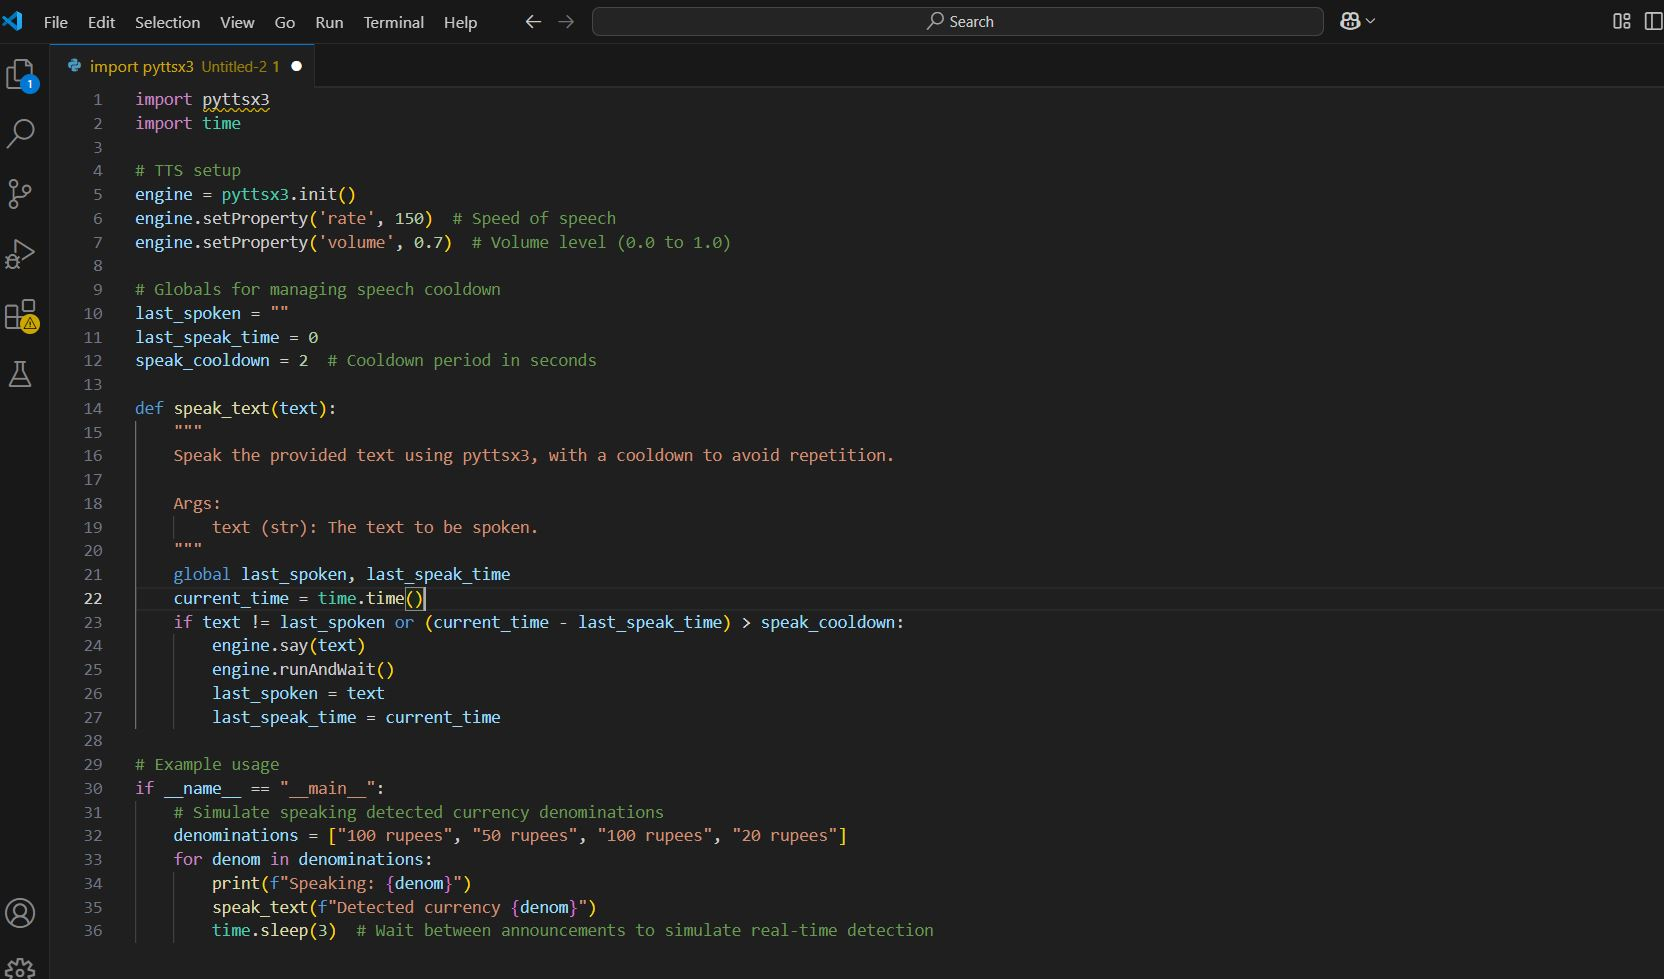 File Edit Selection View Go Run Terminal Help Search
1
import pyttsx3 Untitled-2 1
1 import pyttsx3
2 import time
3
4 # TTS setup
5 engine = pyttsx3.init()
6 engine.setProperty('rate', 150)  # Speed of speech
7 engine.setProperty('volume', 0.7)  # Volume level (0.0 to 1.0)
8
9 # Globals for managing speech cooldown
10 last_spoken = ""
11 last_speak_time = 0
12 speak_cooldown = 2  # Cooldown period in seconds
13
14 def speak_text(text):
15     """
16     Speak the provided text using pyttsx3, with a cooldown to avoid repetition.
17
18     Args:
19         text (str): The text to be spoken.
20     """
21     global last_spoken, last_speak_time
22     current_time = time.time()
23     if text != last_spoken or (current_time - last_speak_time) > speak_cooldown:
24         engine.say(text)
25         engine.runAndWait()
26         last_spoken = text
27         last_speak_time = current_time
28
29 # Example usage
30 if __name__ == "__main__":
31     # Simulate speaking detected currency denominations
32     denominations = ["100 rupees", "50 rupees", "100 rupees", "20 rupees"]
33     for denom in denominations:
34         print(f"Speaking: {denom}")
35         speak_text(f"Detected currency {denom}")
36         time.sleep(3)  # Wait between announcements to simulate real-time detection